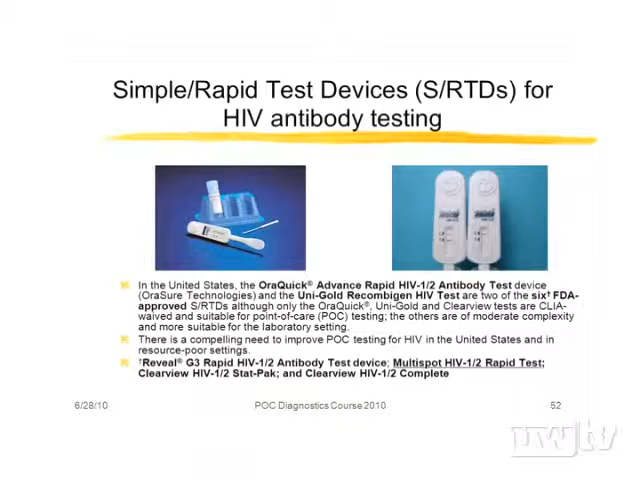 Simple/Rapid Test Devices (S/RTDs) for
HIV antibody testing
In the United States, the OraQuick® Advance Rapid HIV-1/2 Antibody Test device
(OraSure Technologies) and the Uni-Gold Recombigen HIV Test are two of the six† FDA-
approved S/RTDs although only the OraQuick®, Uni-Gold and Clearview tests are CLIA-
waived and suitable for point-of-care (POC) testing; the others are of moderate complexity
and more suitable for the laboratory setting.
There is a compelling need to improve POC testing for HIV in the United States and in
resource-poor settings.
†Reveal® G3 Rapid HIV-1/2 Antibody Test device; Multispot HIV-1/2 Rapid Test;
Clearview HIV-1/2 Stat-Pak; and Clearview HIV-1/2 Complete
6/28/10 POC Diagnostics Course 2010 52
uwtv